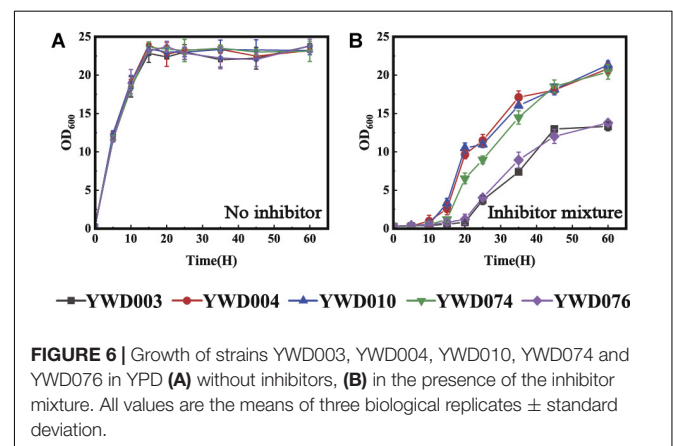 A
B
25
20
15
10
5
0
OD600
No inhibitor
0 10 20 30 40 50 60
Time(H)
25
20
15
10
5
0
OD600
Inhibitor mixture
0 10 20 30 40 50 60
Time(H)
YWD003 YWD004 YWD010 YWD074 YWD076
FIGURE 6 | Growth of strains YWD003, YWD004, YWD010, YWD074 and
YWD076 in YPD (A) without inhibitors, (B) in the presence of the inhibitor
mixture. All values are the means of three biological replicates ± standard
deviation.